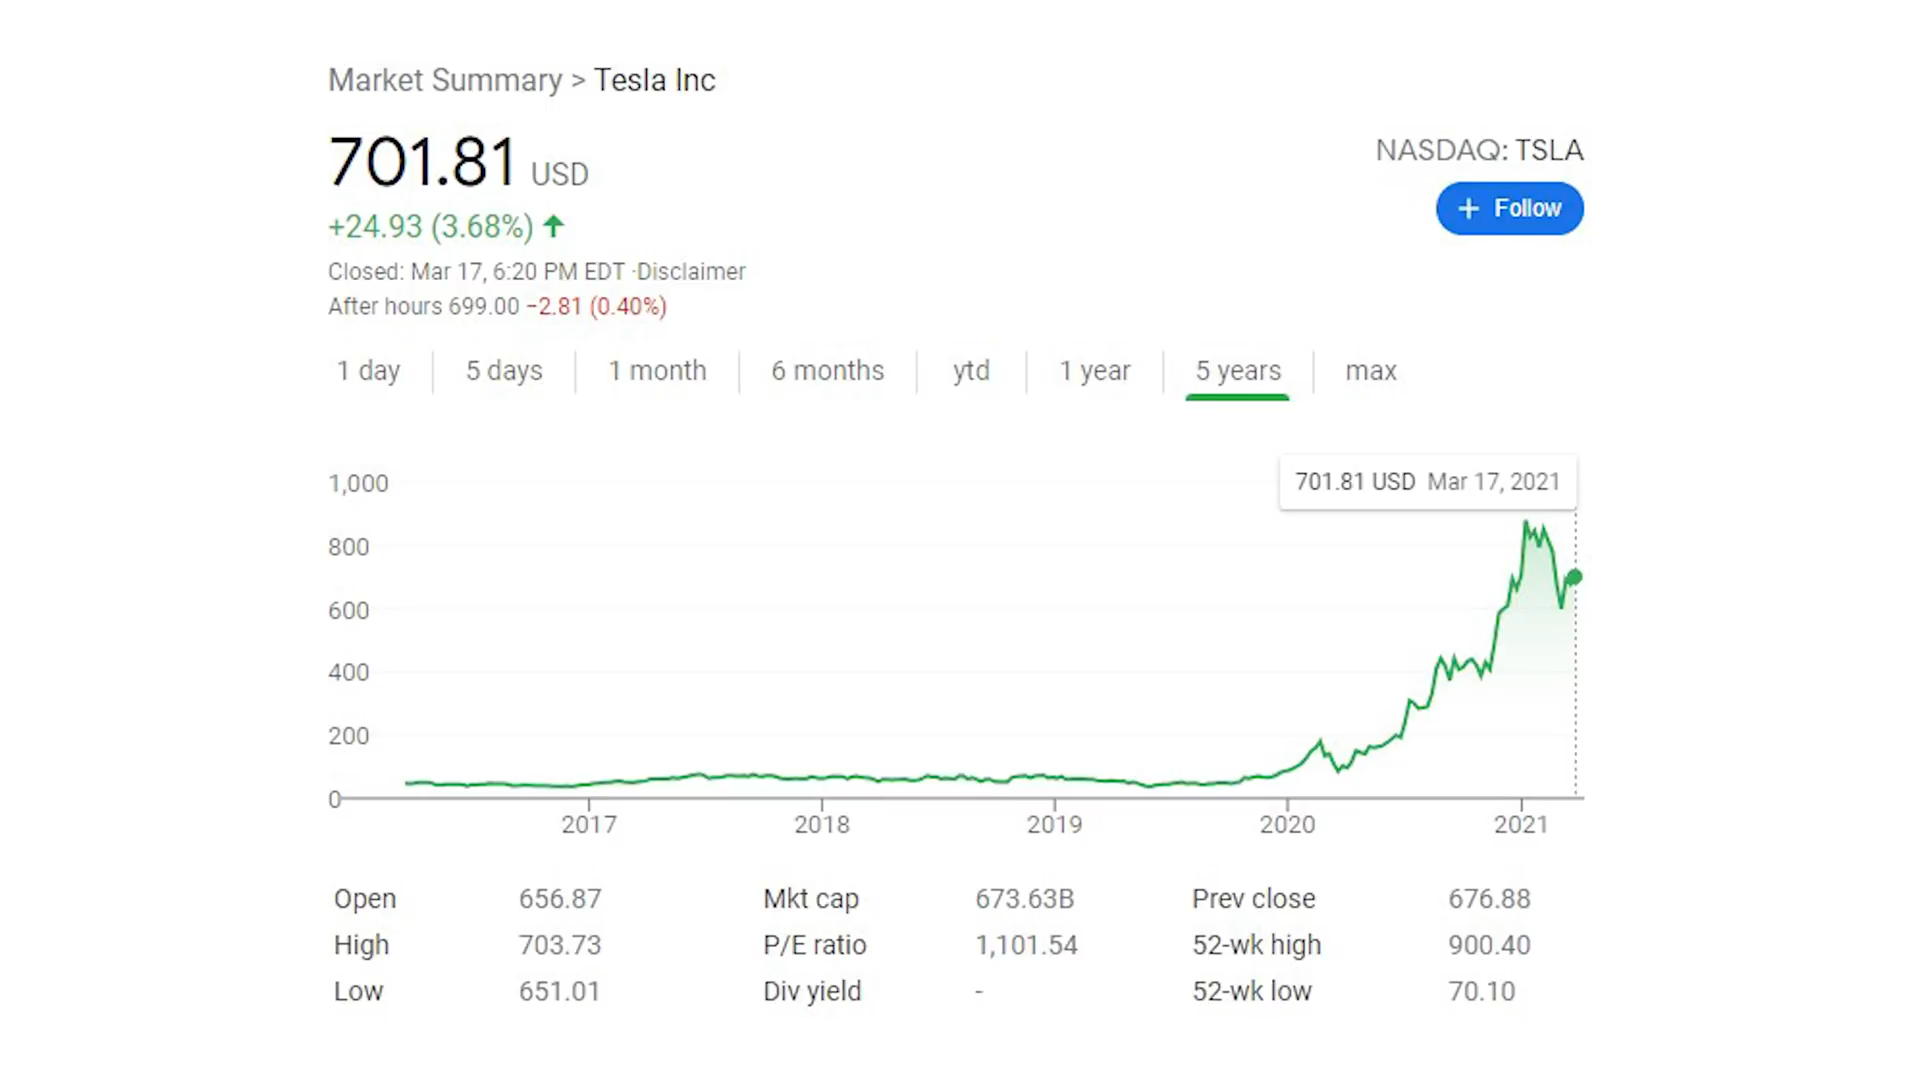 Market Summary > Tesla Inc
701.81 USD
NASDAQ: TSLA
+ Follow
+24.93 (3.68%)
Closed: Mar 17, 6:20 PM EDT ·Disclaimer
After hours 699.00 −2.81 (0.40%)
1 day 5 days 1 month 6 months ytd 1 year 5 years max
701.81 USD Mar 17, 2021
1,000
800
600
400
200
0
2017 2018 2019 2020 2021
Open 656.87 Mkt cap 673.63B Prev close 676.88
High 703.73 P/E ratio 1,101.54 52-wk high 900.40
Low 651.01 Div yield - 52-wk low 70.10